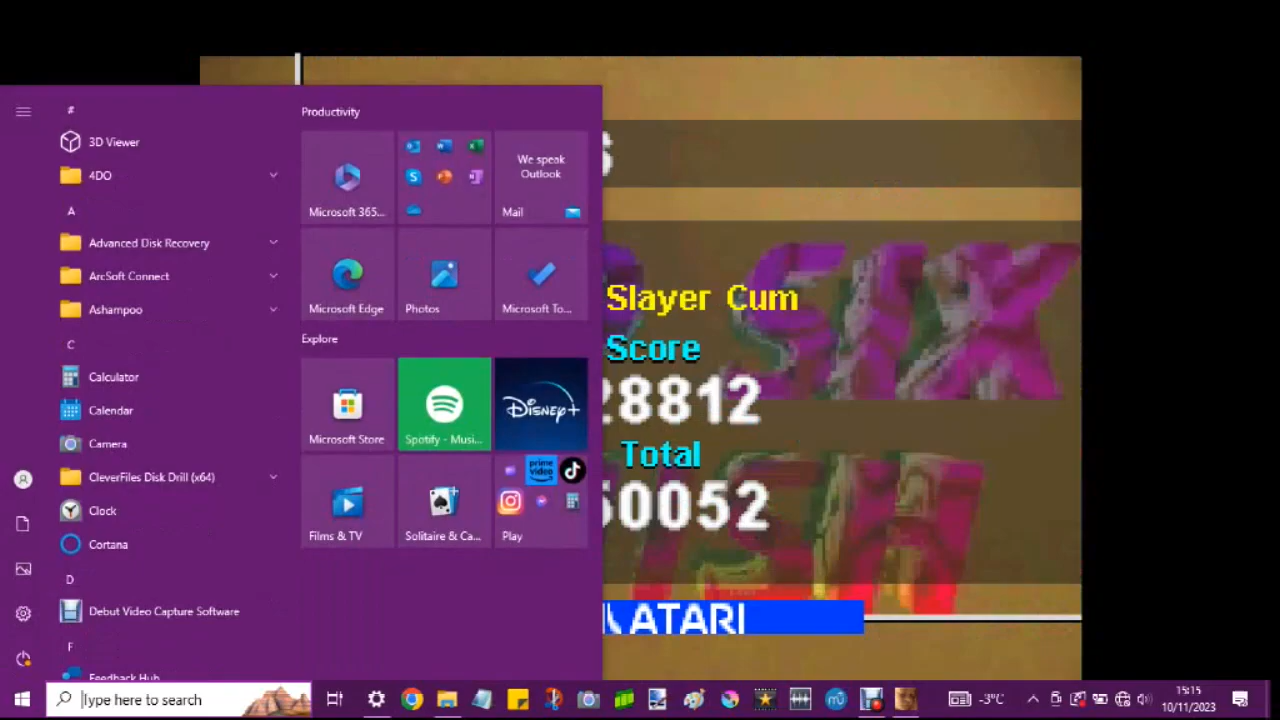 #
3D Viewer
4DO
A
Advanced Disk Recovery
ArcSoft Connect
Ashampoo
C
Calculator
Calendar
Camera
CleverFiles Disk Drill (x64)
Clock
Cortana
D
Debut Video Capture Software
F
Feedback Hub
Productivity
Microsoft 365...
We speak
Outlook
Mail
Microsoft Edge
Photos
Microsoft To...
Explore
Microsoft Store
Spotify - Musi...
Disney+
Films & TV
Solitaire & Ca...
prime video
Play
Slayer Cum
Score
28812
Total
50052
ATARI
Type here to search
-3°C
15:15
10/11/2023